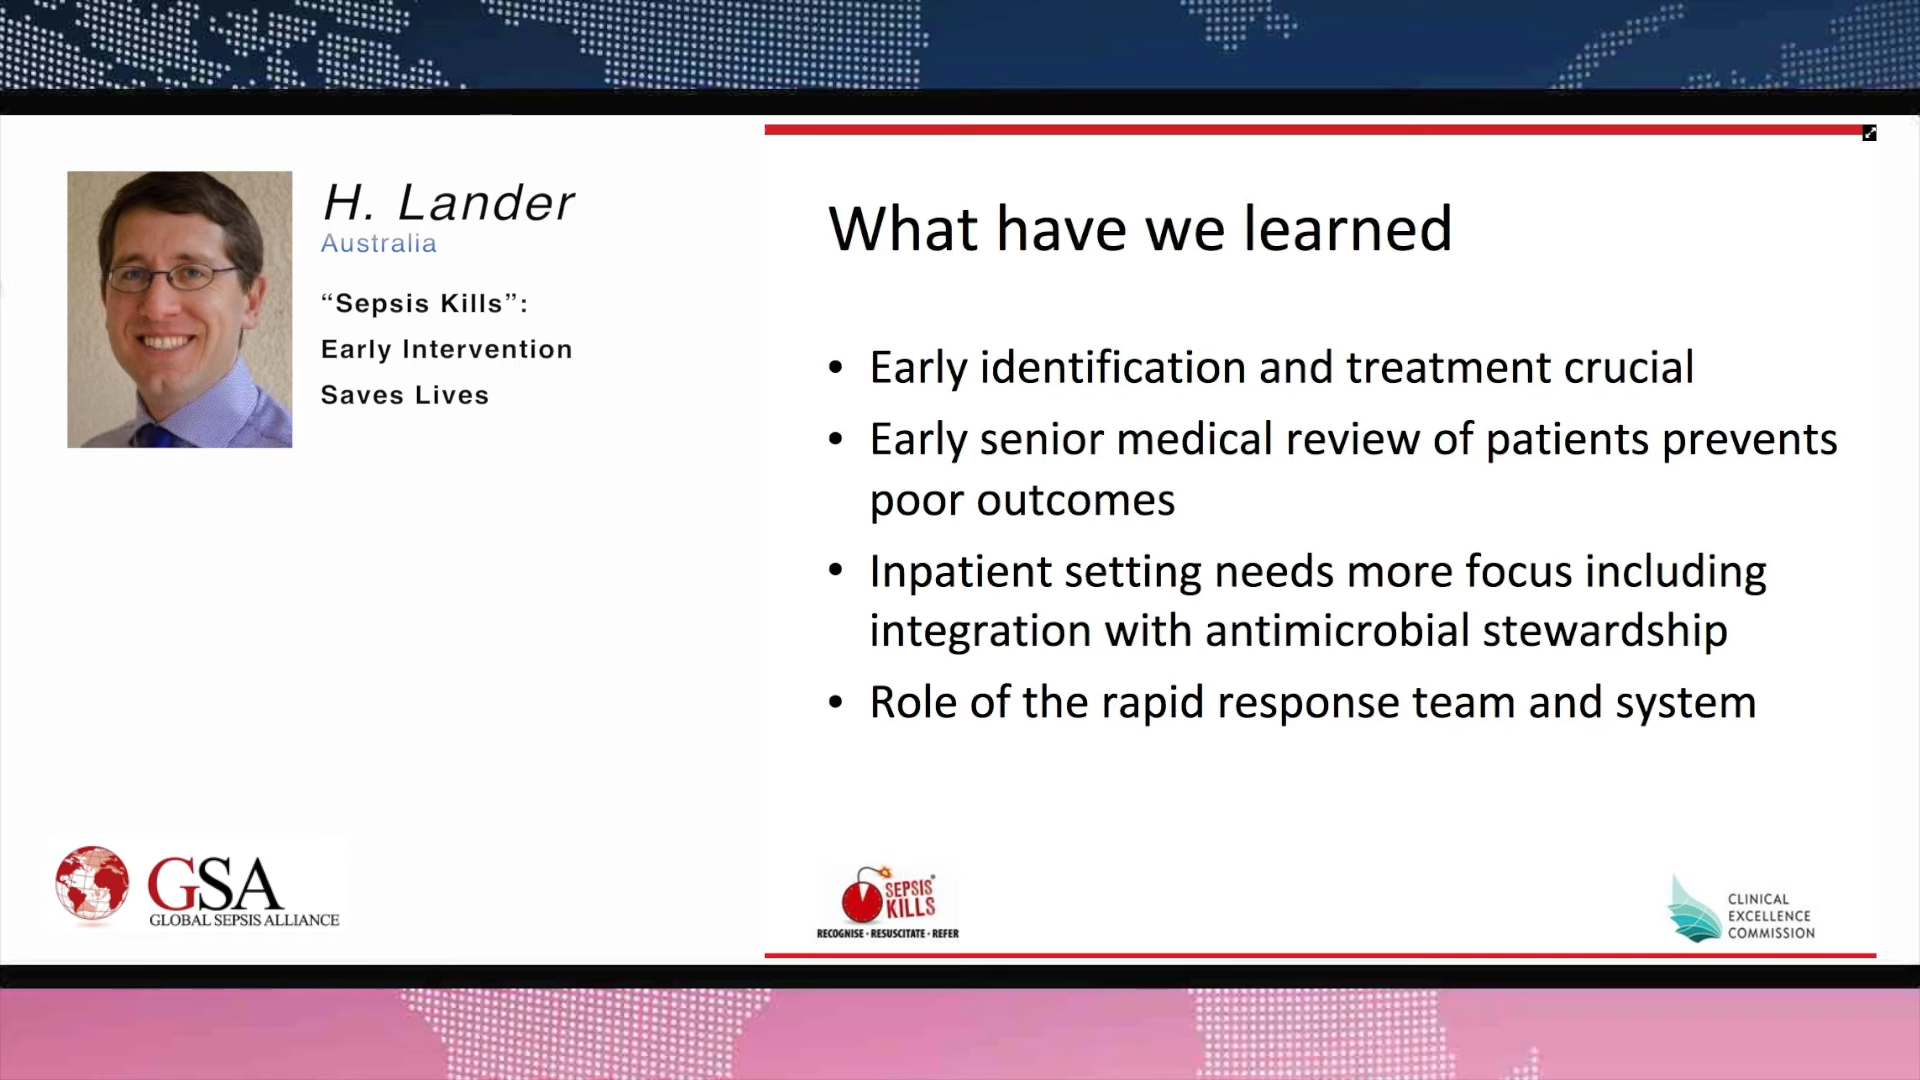 H. Lander
Australia
“Sepsis Kills”:
Early Intervention
Saves Lives
GSA
GLOBAL SEPSIS ALLIANCE
What have we learned
• Early identification and treatment crucial
• Early senior medical review of patients prevents
poor outcomes
• Inpatient setting needs more focus including
integration with antimicrobial stewardship
• Role of the rapid response team and system
SEPSIS
KILLS
RECOGNISE • RESUSCITATE • REFER
CLINICAL
EXCELLENCE
COMMISSION